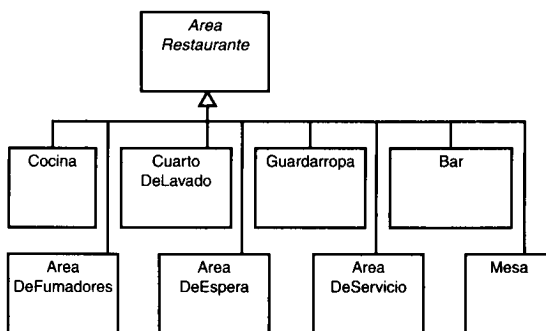 Area
Restaurante
Cocina
Cuarto
DeLavado
Guardarropa
Bar
Area
DeFumadores
Area
DeEspera
Area
DeServicio
Mesa